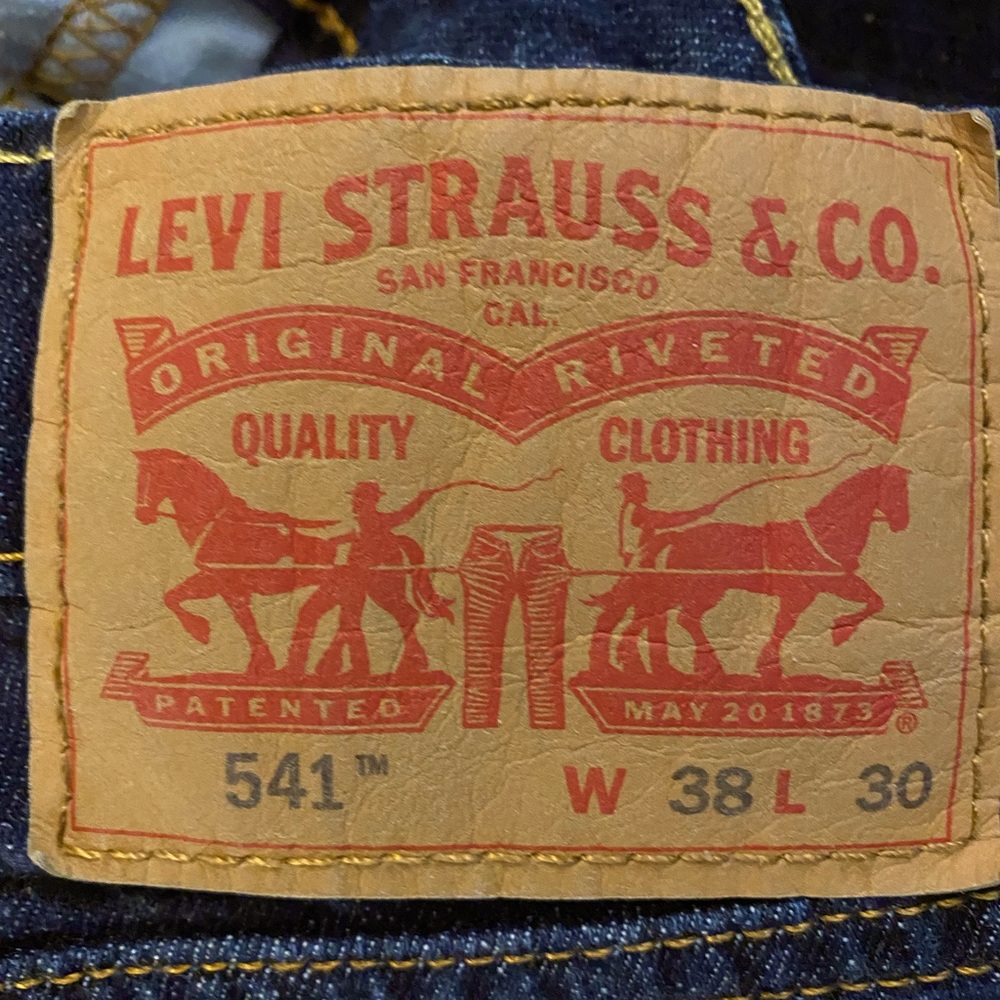 LEVI STRAUSS & CO.
SAN FRANCISCO
CAL.
ORIGINAL RIVETED
QUALITY CLOTHING
PATENTED MAY 20 1873 ®
541™ W 38 L 30